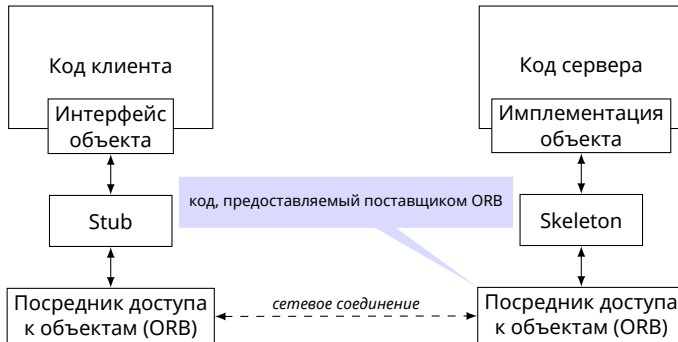 Код клиента
Интерфейс
объекта
Stub
Посредник доступа
к объектам (ORB)
код, предоставляемый поставщиком ORB
сетевое соединение
Код сервера
Имплементация
объекта
Skeleton
Посредник доступа
к объектам (ORB)